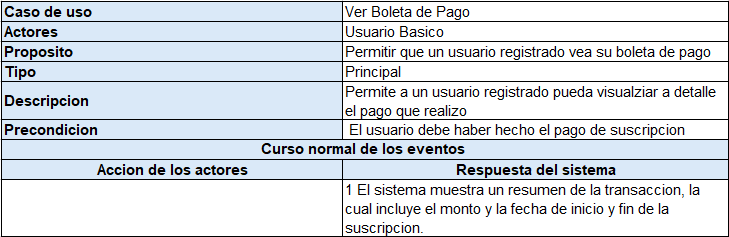 Caso de uso Ver Boleta de Pago
Actores Usuario Basico
Proposito Permitir que un usuario registrado vea su boleta de pago
Tipo Principal
Descripcion Permite a un usuario registrado pueda visualziar a detalle
el pago que realizo
Precondicion El usuario debe haber hecho el pago de suscripcion
Curso normal de los eventos
Accion de los actores Respuesta del sistema
1 El sistema muestra un resumen de la transaccion, la
cual incluye el monto y la fecha de inicio y fin de la
suscripcion.